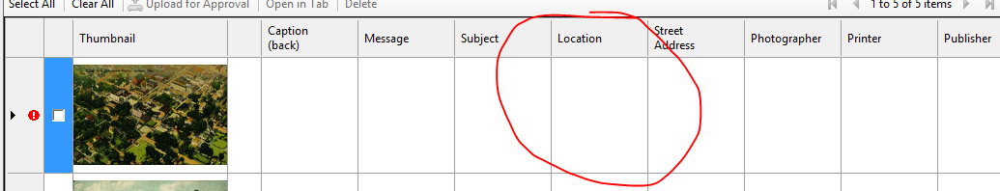 Select All Clear All Upload for Approval Open in Tab Delete 1 to 5 of 5 items
Thumbnail Caption (back) Message Subject Location Street Address Photographer Printer Publisher